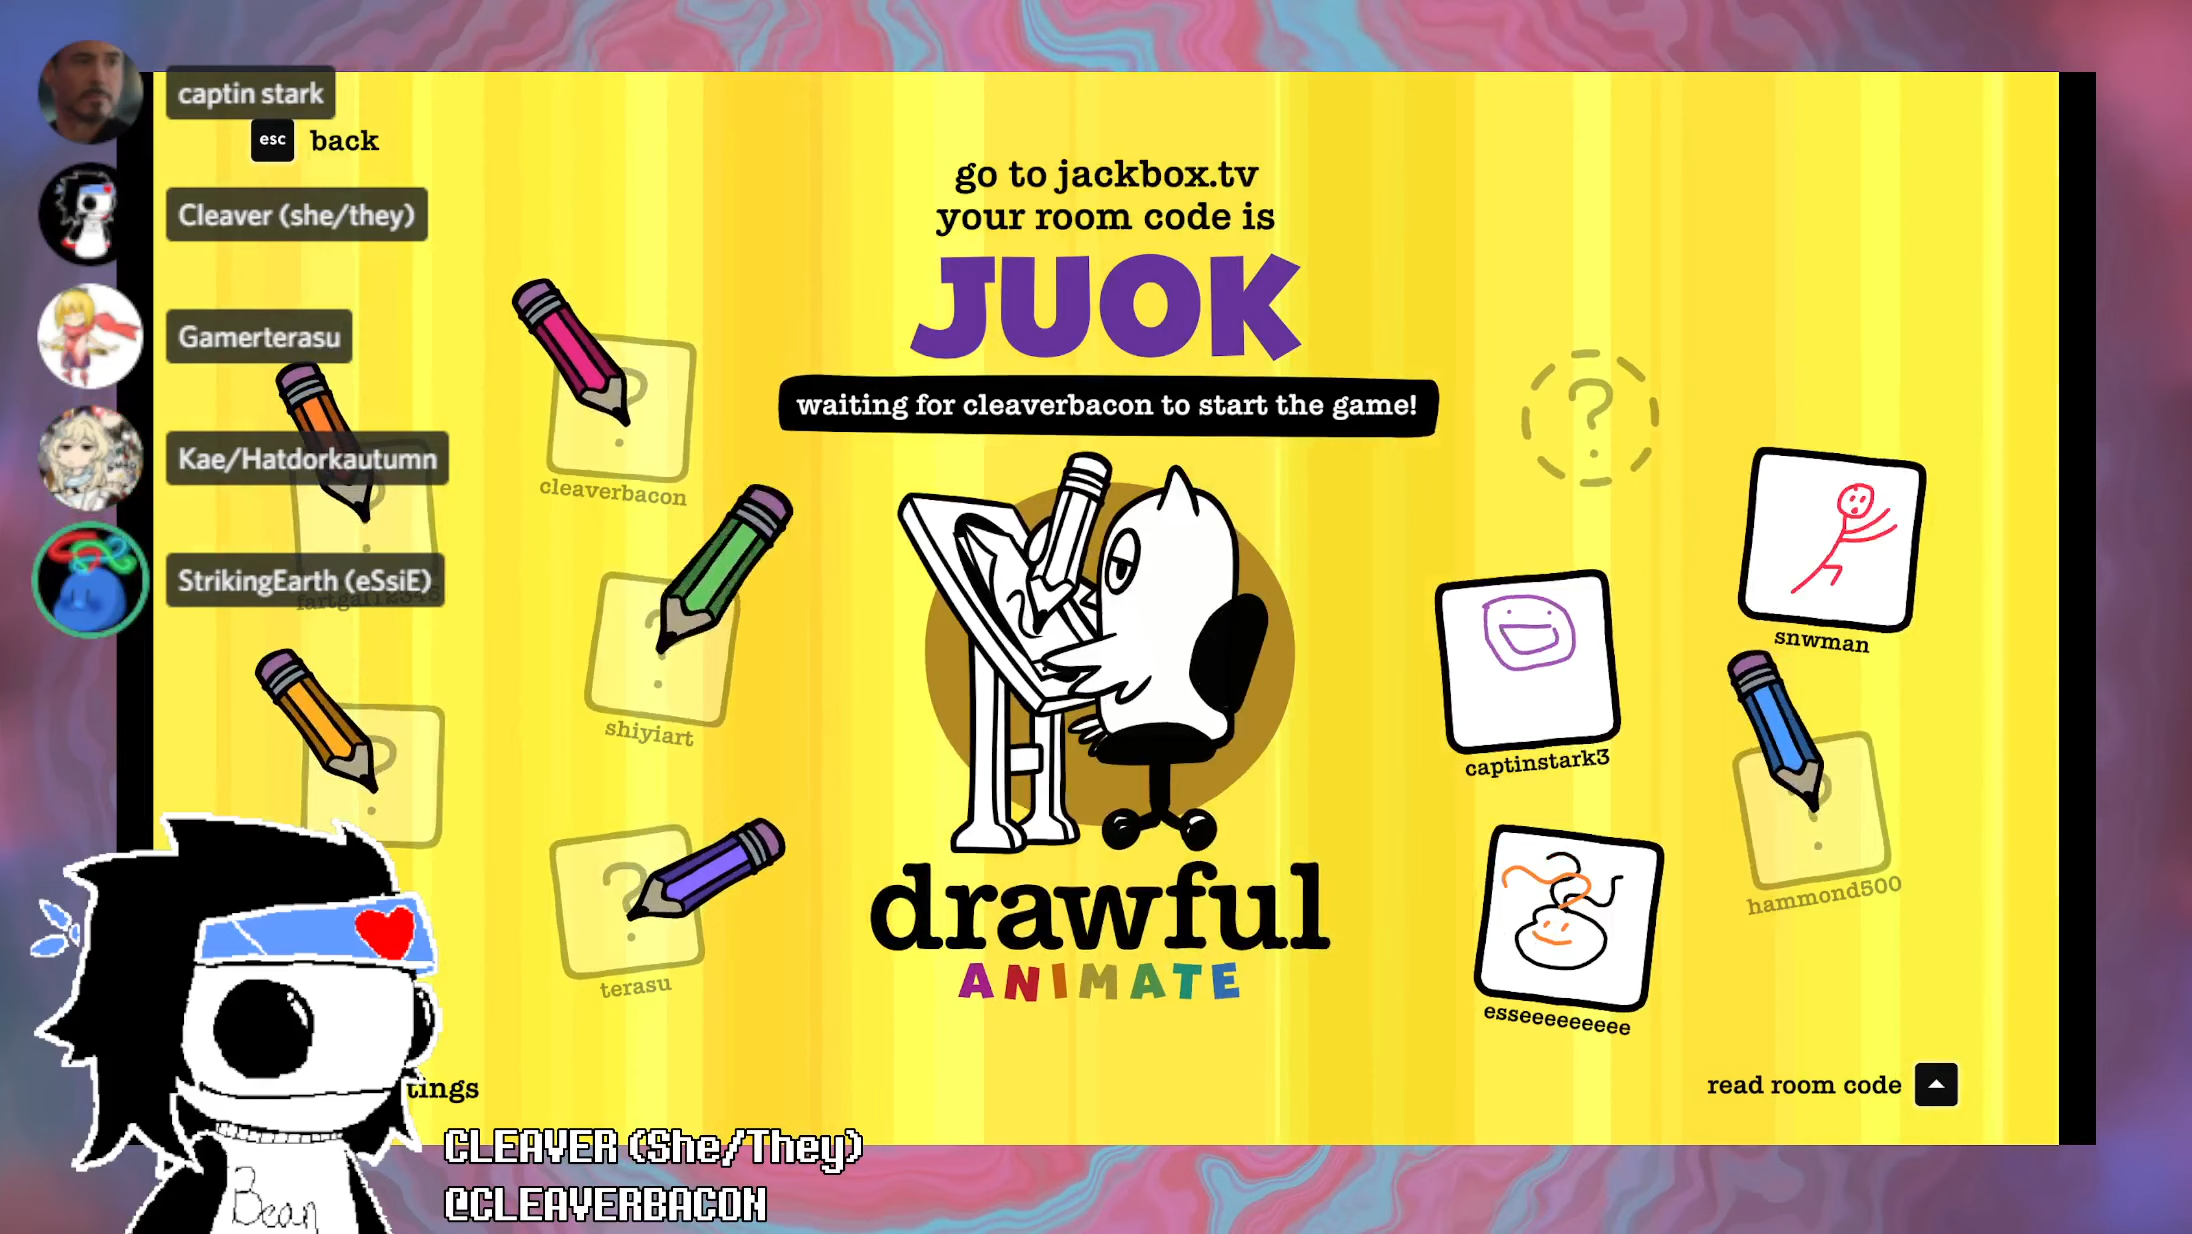 captin stark
esc back
Cleaver (she/they)
Gamerterasu
Kae/Hatdorkautumn
StrikingEarth (eSsiE)
go to jackbox.tv
your room code is
JUOK
waiting for cleaverbacon to start the game!
cleaverbacon
fartgal12345
shiyiart
terasu
snwman
captinstark3
hammond500
esseeeeeeeee
drawful
ANIMATE
tings
read room code
Bean
CLEAVER (She/They)
@CLEAVERBACON